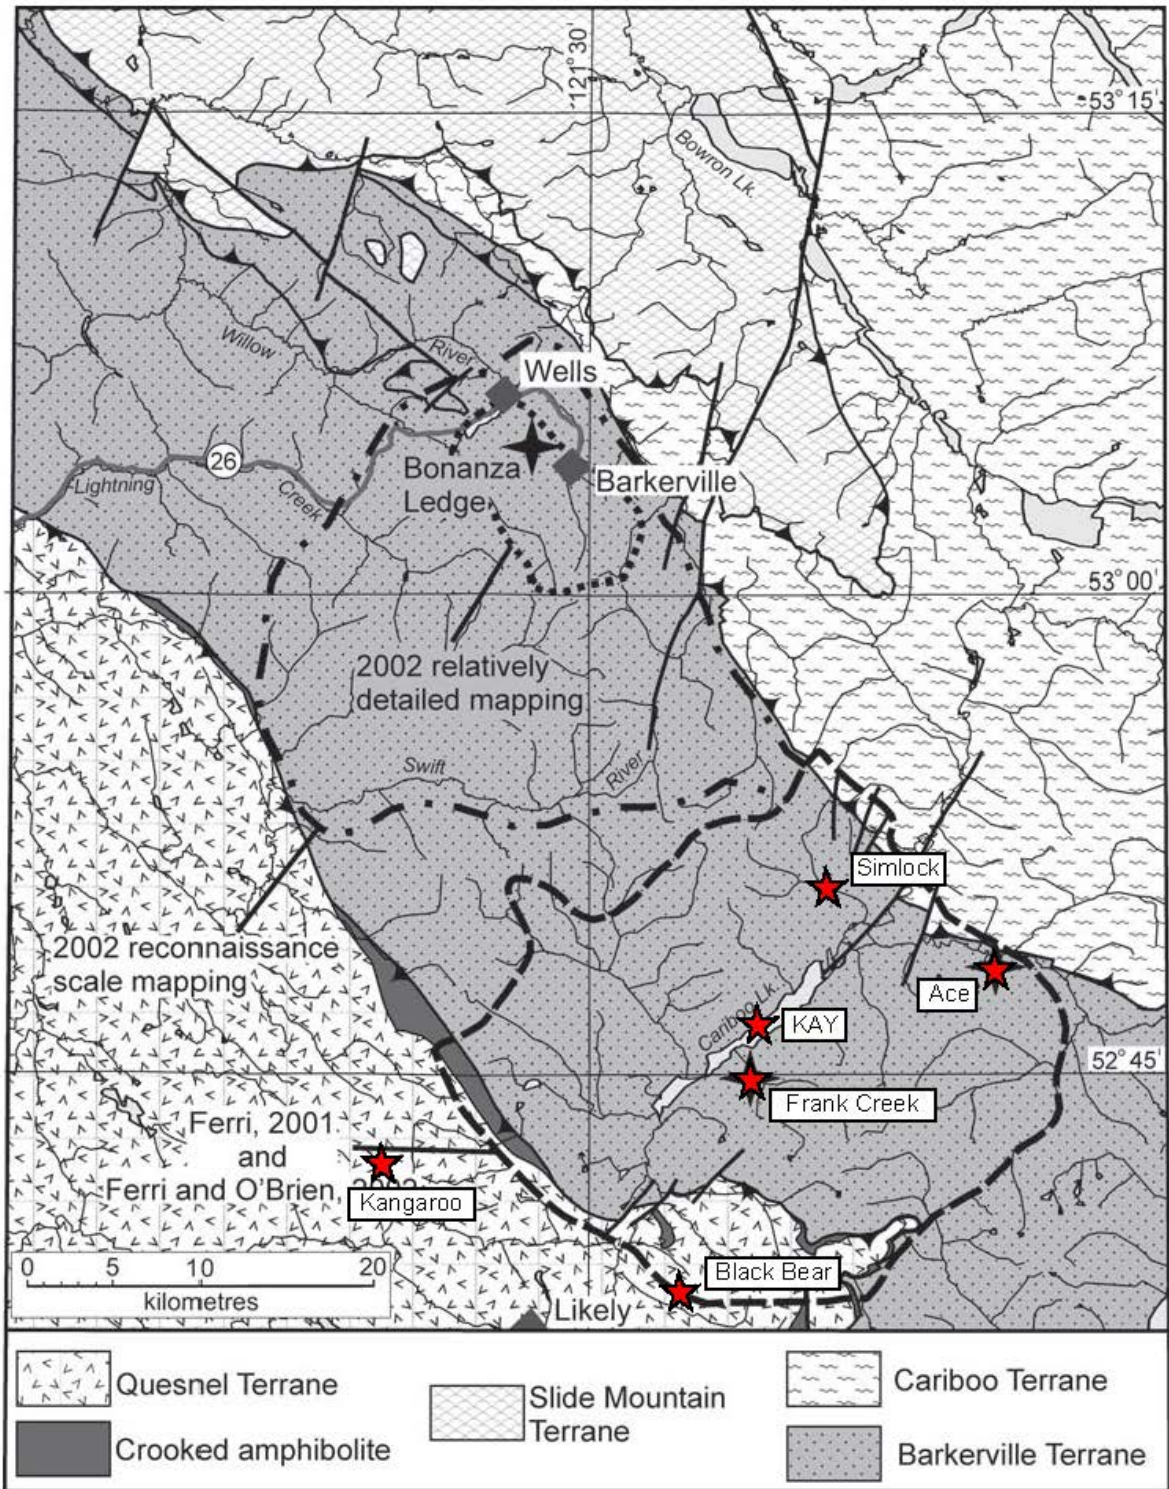 121°30'
53°15'
Bowron Lk.
Willow
River
Wells
26
Lightning
Creek
Bonanza
Ledge
Barkerville
53°00'
2002 relatively
detailed mapping
Swift
River
Simlock
2002 reconnaissance
scale mapping
Ace
Cariboo Lk.
KAY
52°45'
Frank Creek
Ferri, 2001
and
Ferri and O'Brien,
Kangaroo
Black Bear
0 5 10 20
kilometres
Likely
Quesnel Terrane
Crooked amphibolite
Slide Mountain
Terrane
Cariboo Terrane
Barkerville Terrane